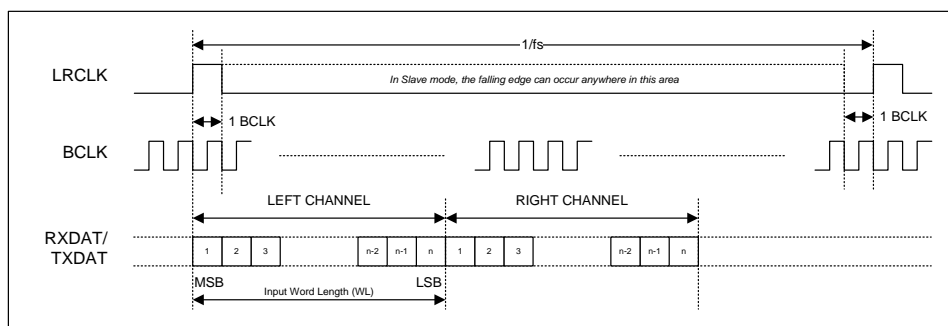 1/fs
LRCLK
In Slave mode, the falling edge can occur anywhere in this area
1 BCLK
1 BCLK
BCLK
LEFT CHANNEL
RIGHT CHANNEL
RXDAT/
TXDAT
1 2 3 n-2 n-1 n 1 2 3 n-2 n-1 n
MSB
LSB
Input Word Length (WL)